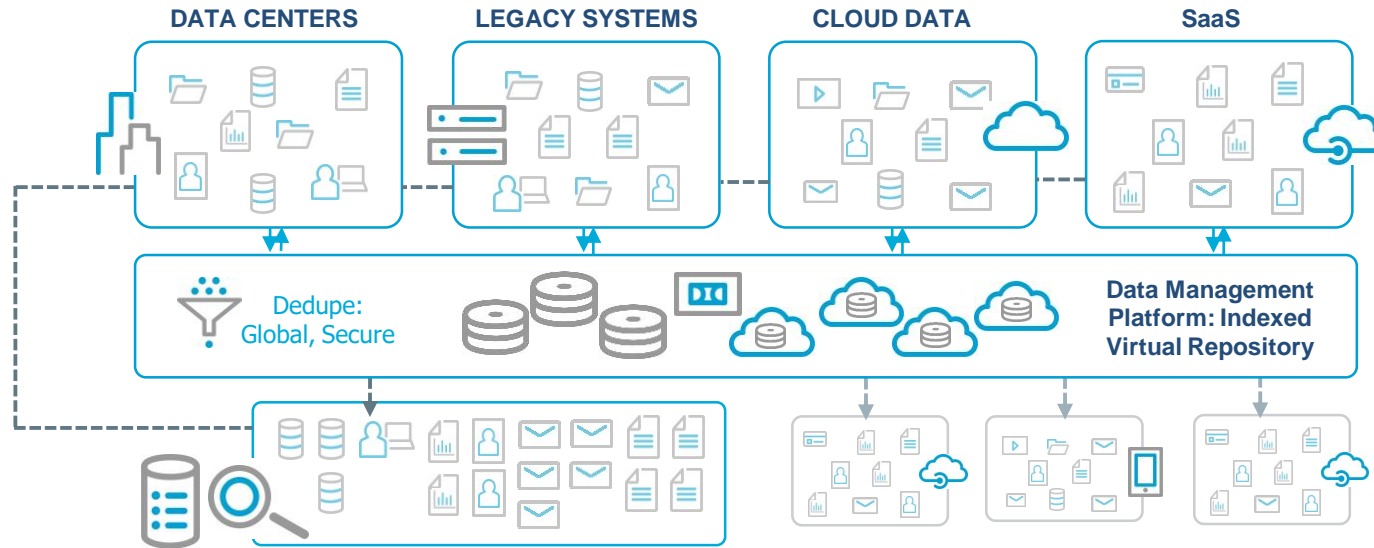 DATA CENTERS
LEGACY SYSTEMS
CLOUD DATA
SaaS
Dedupe:
Global, Secure
Data Management
Platform: Indexed
Virtual Repository